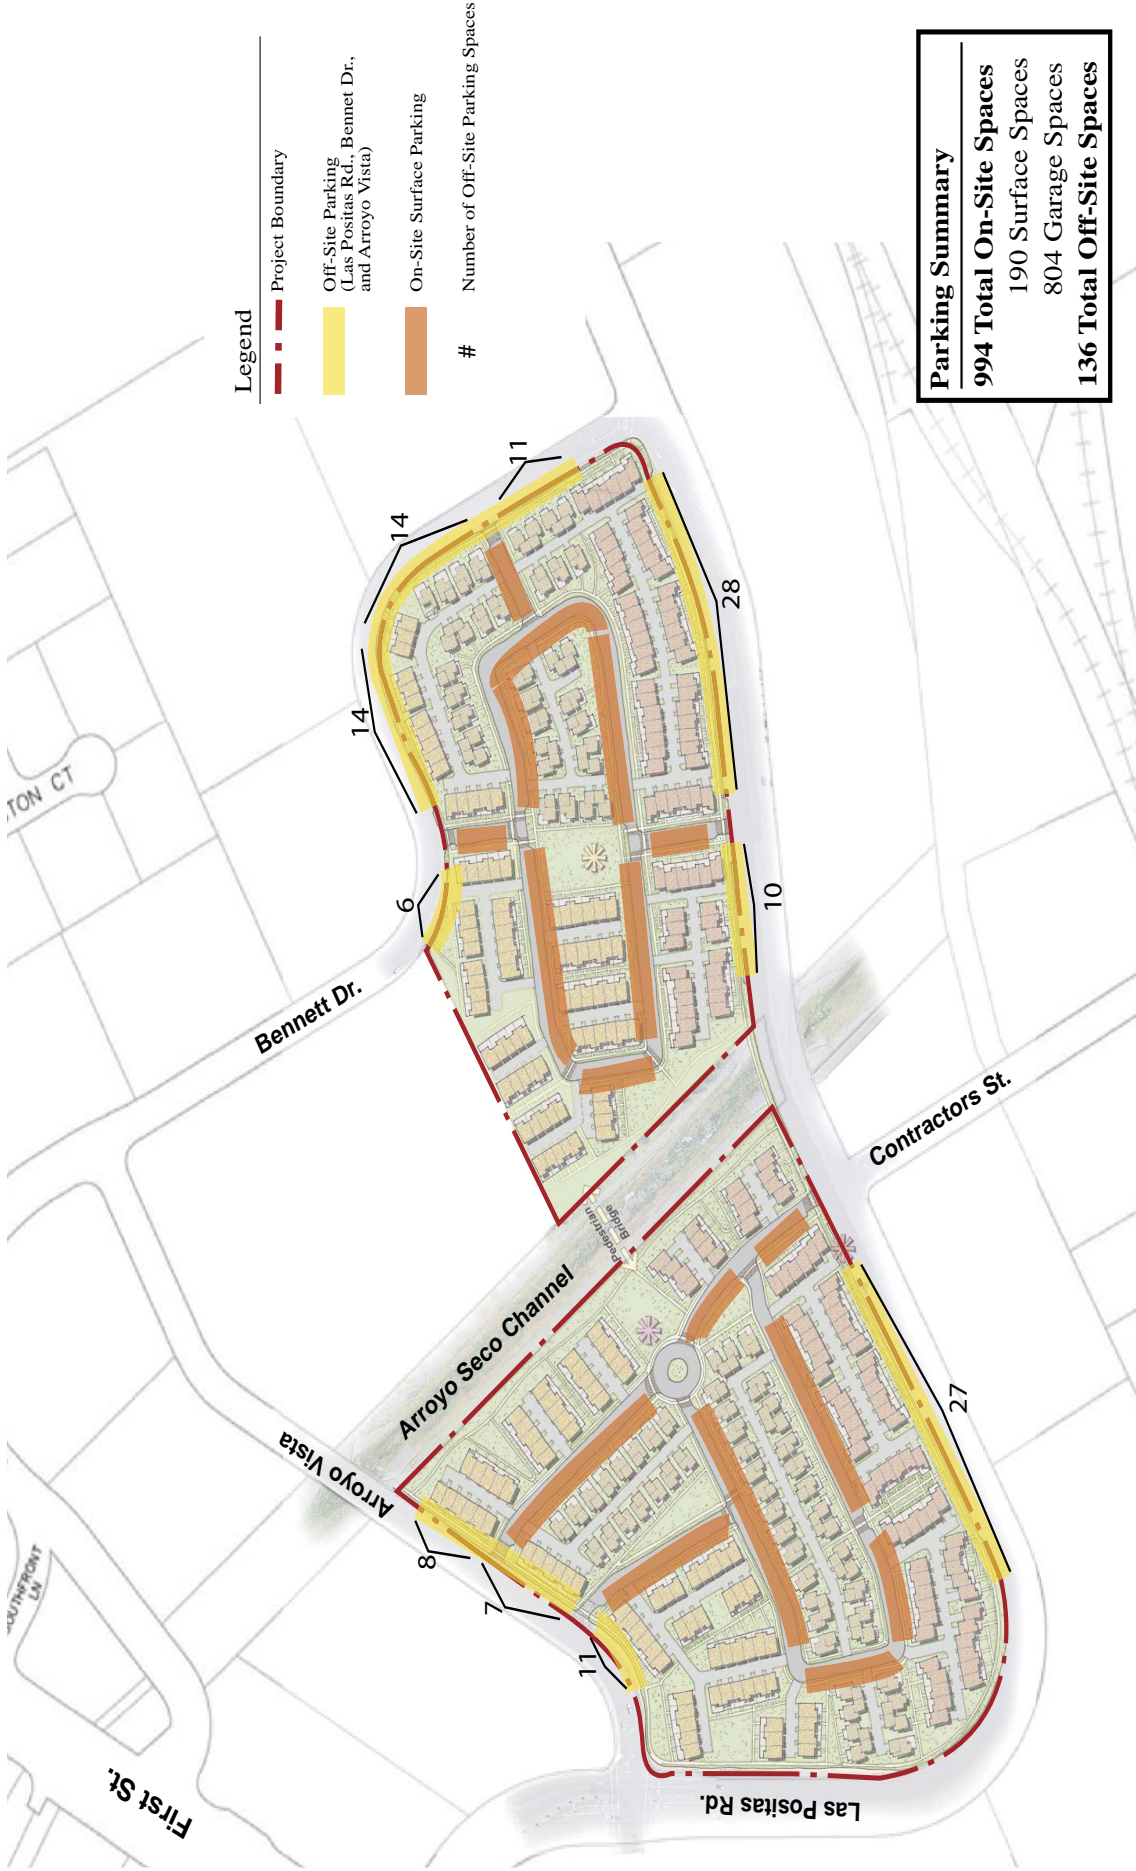 Legend
Project Boundary
Off-Site Parking
(Las Positas Rd., Bennet Dr.,
and Arroyo Vista)
On-Site Surface Parking
# Number of Off-Site Parking Spaces
Parking Summary
994 Total On-Site Spaces
190 Surface Spaces
804 Garage Spaces
136 Total Off-Site Spaces
TON CT
14
14
11
6
28
10
Bennett Dr.
Contractors St.
Pedestrian
Bridge
Arroyo Seco Channel
Arroyo Vista
8
7
11
27
OUTHFRONT
LN
First St.
Las Positas Rd.